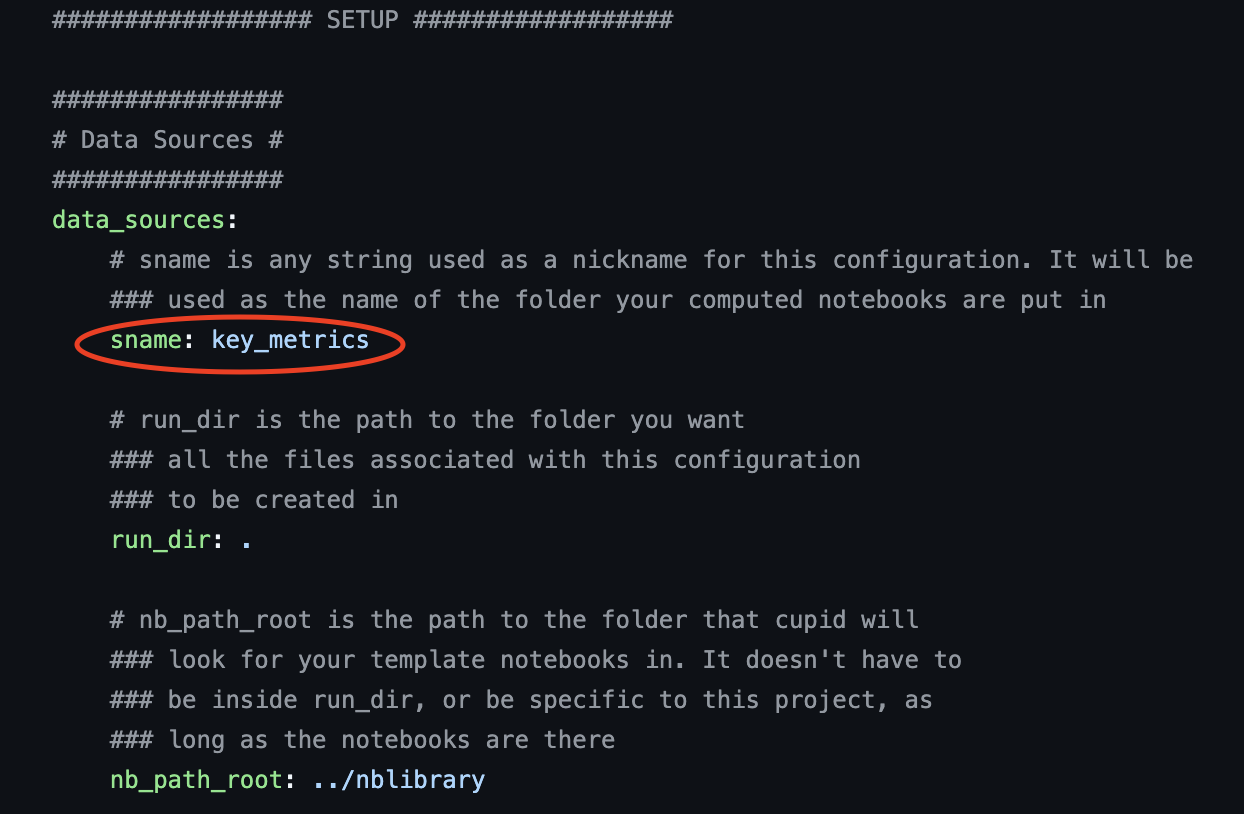 ################## SETUP ##################
################
# Data Sources #
################
data_sources:
# sname is any string used as a nickname for this configuration. It will be
### used as the name of the folder your computed notebooks are put in
sname: key_metrics
# run_dir is the path to the folder you want
### all the files associated with this configuration
### to be created in
run_dir: .
# nb_path_root is the path to the folder that cupid will
### look for your template notebooks in. It doesn't have to
### be inside run_dir, or be specific to this project, as
### long as the notebooks are there
nb_path_root: ../nblibrary